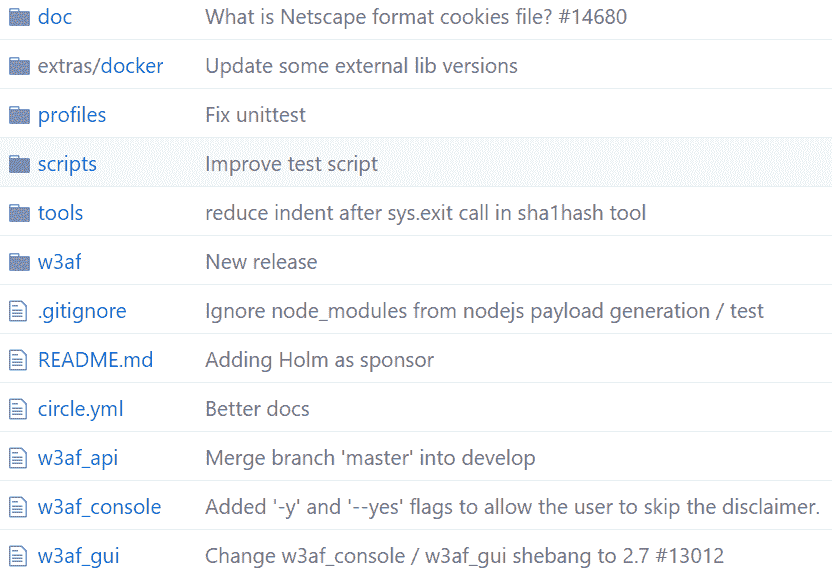 doc What is Netscape format cookies file? #14680
extras/docker Update some external lib versions
profiles Fix unittest
scripts Improve test script
tools reduce indent after sys.exit call in sha1hash tool
w3af New release
.gitignore Ignore node_modules from nodejs payload generation / test
README.md Adding Holm as sponsor
circle.yml Better docs
w3af_api Merge branch 'master' into develop
w3af_console Added '-y' and '--yes' flags to allow the user to skip the disclaimer.
w3af_gui Change w3af_console / w3af_gui shebang to 2.7 #13012